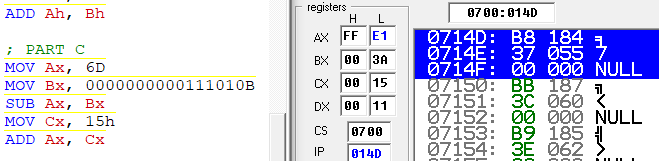 ADD Ah, Bh
; PART C
MOV Ax, 6D
MOV Bx, 0000000000111010B
SUB Ax, Bx
MOV Cx, 15h
ADD Ax, Cx
registers
H L
AX FF E1
BX 00 3A
CX 00 15
DX 00 11
CS 0700
IP 014D
0700:014D
0714D: B8 184 ╕
0714E: 37 055 7
0714F: 00 000 NULL
07150: BB 187 ╗
07151: 3C 060 <
07152: 00 000 NULL
07153: B9 185 ╣
07154: 3E 062 >